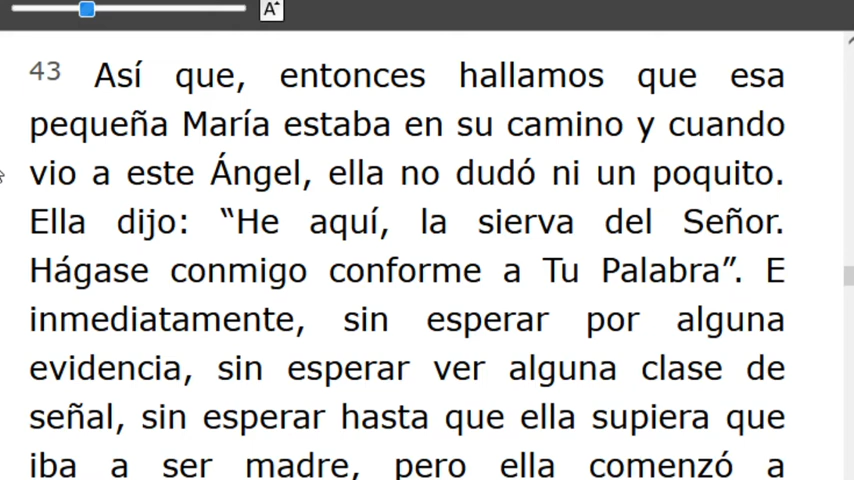 A
43 Así que, entonces hallamos que esa
pequeña María estaba en su camino y cuando
vio a este Ángel, ella no dudó ni un poquito.
Ella dijo: “He aquí, la sierva del Señor.
Hágase conmigo conforme a Tu Palabra”. E
inmediatamente, sin esperar por alguna
evidencia, sin esperar ver alguna clase de
señal, sin esperar hasta que ella supiera que
iba a ser madre, pero ella comenzó a